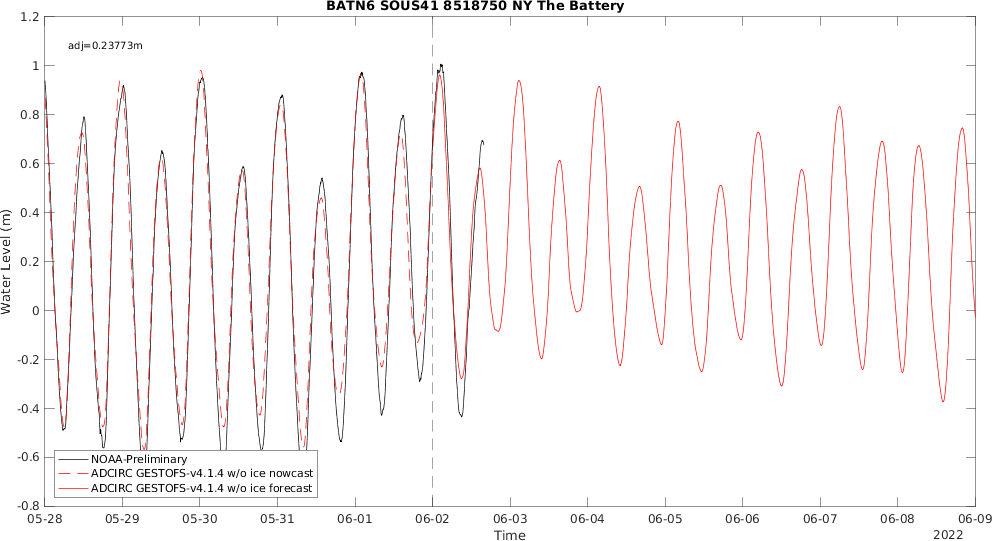 BATN6 SOUS41 8518750 NY The Battery
adj=0.23773m
1.2
1
0.8
0.6
0.4
0.2
0
-0.2
-0.4
-0.6
-0.8
Water Level (m)
NOAA-Preliminary
ADCIRC GESTOFS-v4.1.4 w/o ice nowcast
ADCIRC GESTOFS-v4.1.4 w/o ice forecast
05-28 05-29 05-30 05-31 06-01 06-02 06-03 06-04 06-05 06-06 06-07 06-08 06-09
Time
2022